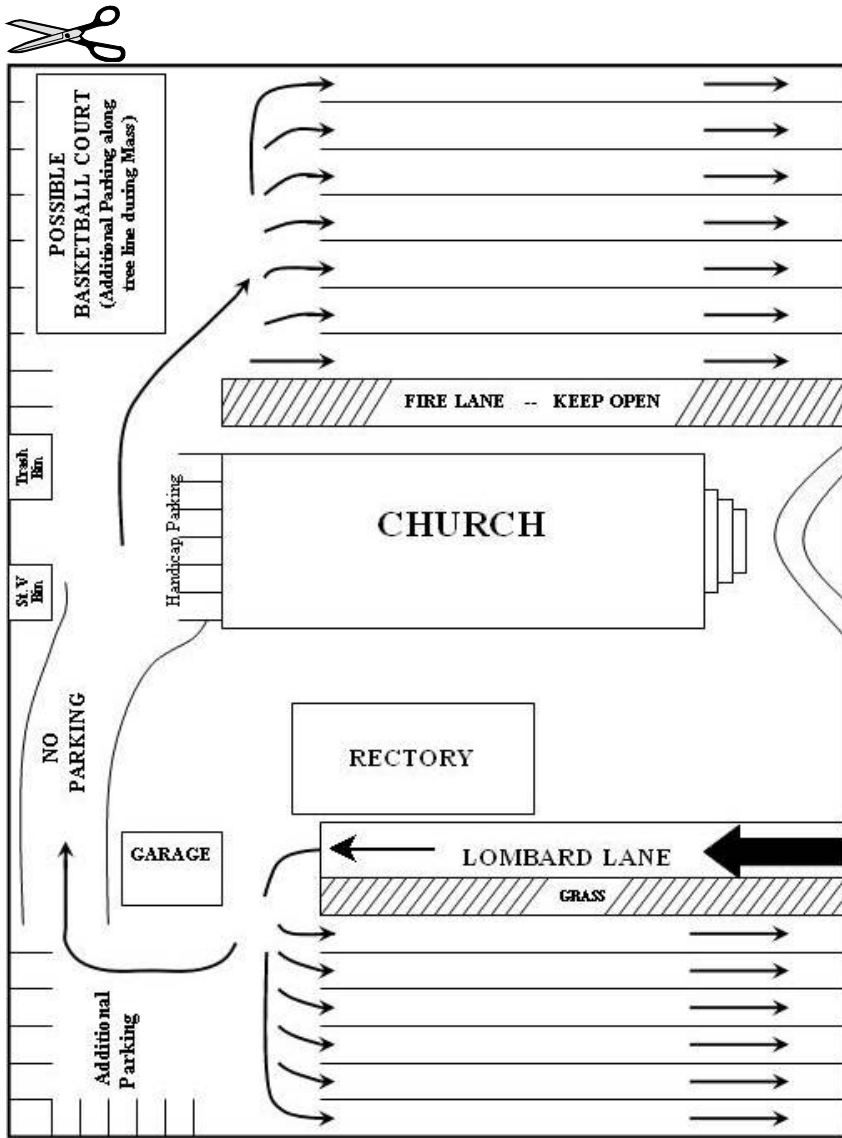 POSSIBLE
BASKETBALL COURT
(Additional Parking along
tree line during Mass)
FIRE LANE -- KEEP OPEN
Trash
Bin
Handicap Parking
CHURCH
St. V
Bin
NO
PARKING
RECTORY
GARAGE
LOMBARD LANE
GRASS
Additional
Parking